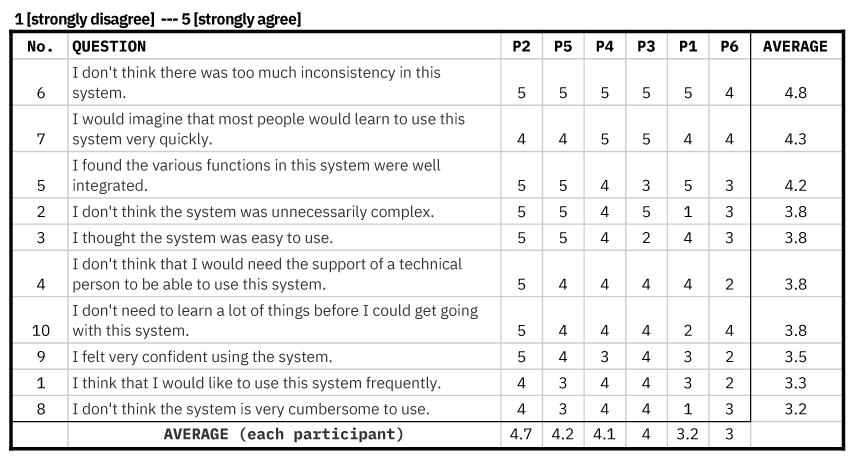 1 [strongly disagree] --- 5 [strongly agree]
No. QUESTION P2 P5 P4 P3 P1 P6 AVERAGE
I don't think there was too much inconsistency in this
6 system. 5 5 5 5 5 4 4.8
I would imagine that most people would learn to use this
7 system very quickly. 4 4 5 5 4 4 4.3
I found the various functions in this system were well
5 integrated. 5 5 4 3 5 3 4.2
2 I don't think the system was unnecessarily complex. 5 5 4 5 1 3 3.8
3 I thought the system was easy to use. 5 5 4 2 4 3 3.8
I don't think that I would need the support of a technical
4 person to be able to use this system. 5 4 4 4 4 2 3.8
I don't need to learn a lot of things before I could get going
10 with this system. 5 4 4 4 2 4 3.8
9 I felt very confident using the system. 5 4 3 4 3 2 3.5
1 I think that I would like to use this system frequently. 4 3 4 4 3 2 3.3
8 I don't think the system is very cumbersome to use. 4 3 4 4 1 3 3.2
AVERAGE (each participant) 4.7 4.2 4.1 4 3.2 3